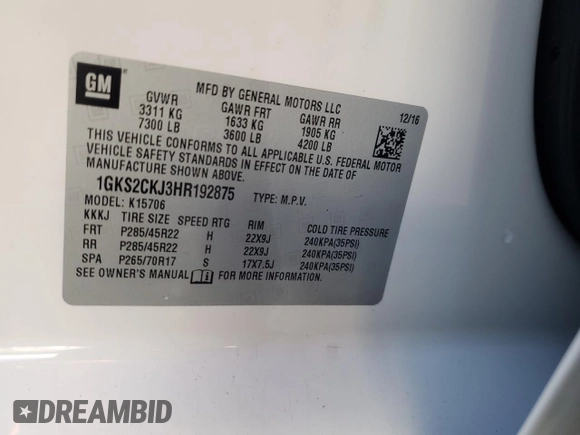 GM
MFD BY GENERAL MOTORS LLC
12/16
GVWR GAWR FRT GAWR RR
3311 KG 1633 KG 1905 KG
7300 LB 3600 LB 4200 LB
THIS VEHICLE CONFORMS TO ALL APPLICABLE U.S. FEDERAL MOTOR
VEHICLE SAFETY STANDARDS IN EFFECT ON THE DATE OF
MANUFACTURE SHOWN ABOVE.
1GKS2CKJ3HR192875 TYPE: M.P.V.
MODEL: K15706
KKKJ TIRE SIZE SPEED RTG RIM COLD TIRE PRESSURE
FRT P285/45R22 H 22X9J 240KPA(35PSI)
RR P285/45R22 H 22X9J 240KPA(35PSI)
SPA P265/70R17 S 17X7.5J 240KPA(35PSI)
SEE OWNER'S MANUAL FOR MORE INFORMATION.
DREAMBID